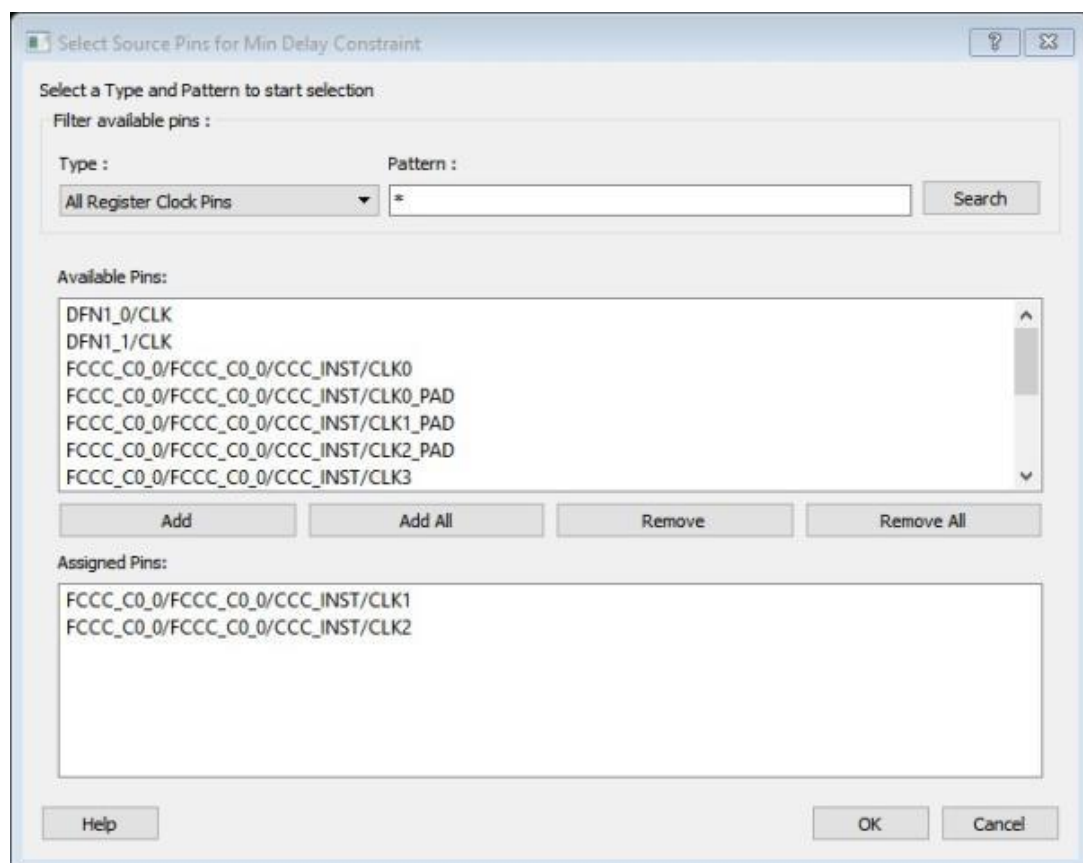 Select Source Pins for Min Delay Constraint
Select a Type and Pattern to start selection
Filter available pins :
Type :
Pattern :
All Register Clock Pins
*
Search
Available Pins:
DFN1_0/CLK
DFN1_1/CLK
FCCC_C0_0/FCCC_C0_0/CCC_INST/CLK0
FCCC_C0_0/FCCC_C0_0/CCC_INST/CLK0_PAD
FCCC_C0_0/FCCC_C0_0/CCC_INST/CLK1_PAD
FCCC_C0_0/FCCC_C0_0/CCC_INST/CLK2_PAD
FCCC_C0_0/FCCC_C0_0/CCC_INST/CLK3
Add
Add All
Remove
Remove All
Assigned Pins:
FCCC_C0_0/FCCC_C0_0/CCC_INST/CLK1
FCCC_C0_0/FCCC_C0_0/CCC_INST/CLK2
Help
OK
Cancel